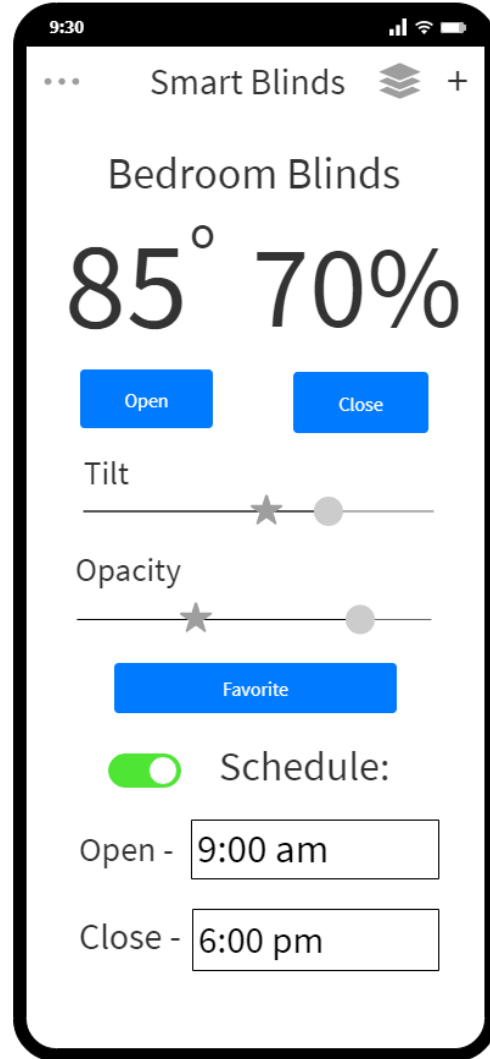 9:30
Smart Blinds +
Bedroom Blinds
85° 70%
Open Close
Tilt
Opacity
Favorite
Schedule:
Open - 9:00 am
Close - 6:00 pm